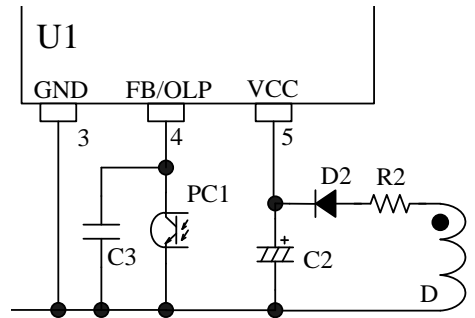 U1
GND FB/OLP VCC
3 4 5
D2 R2
PC1
C3 C2 D